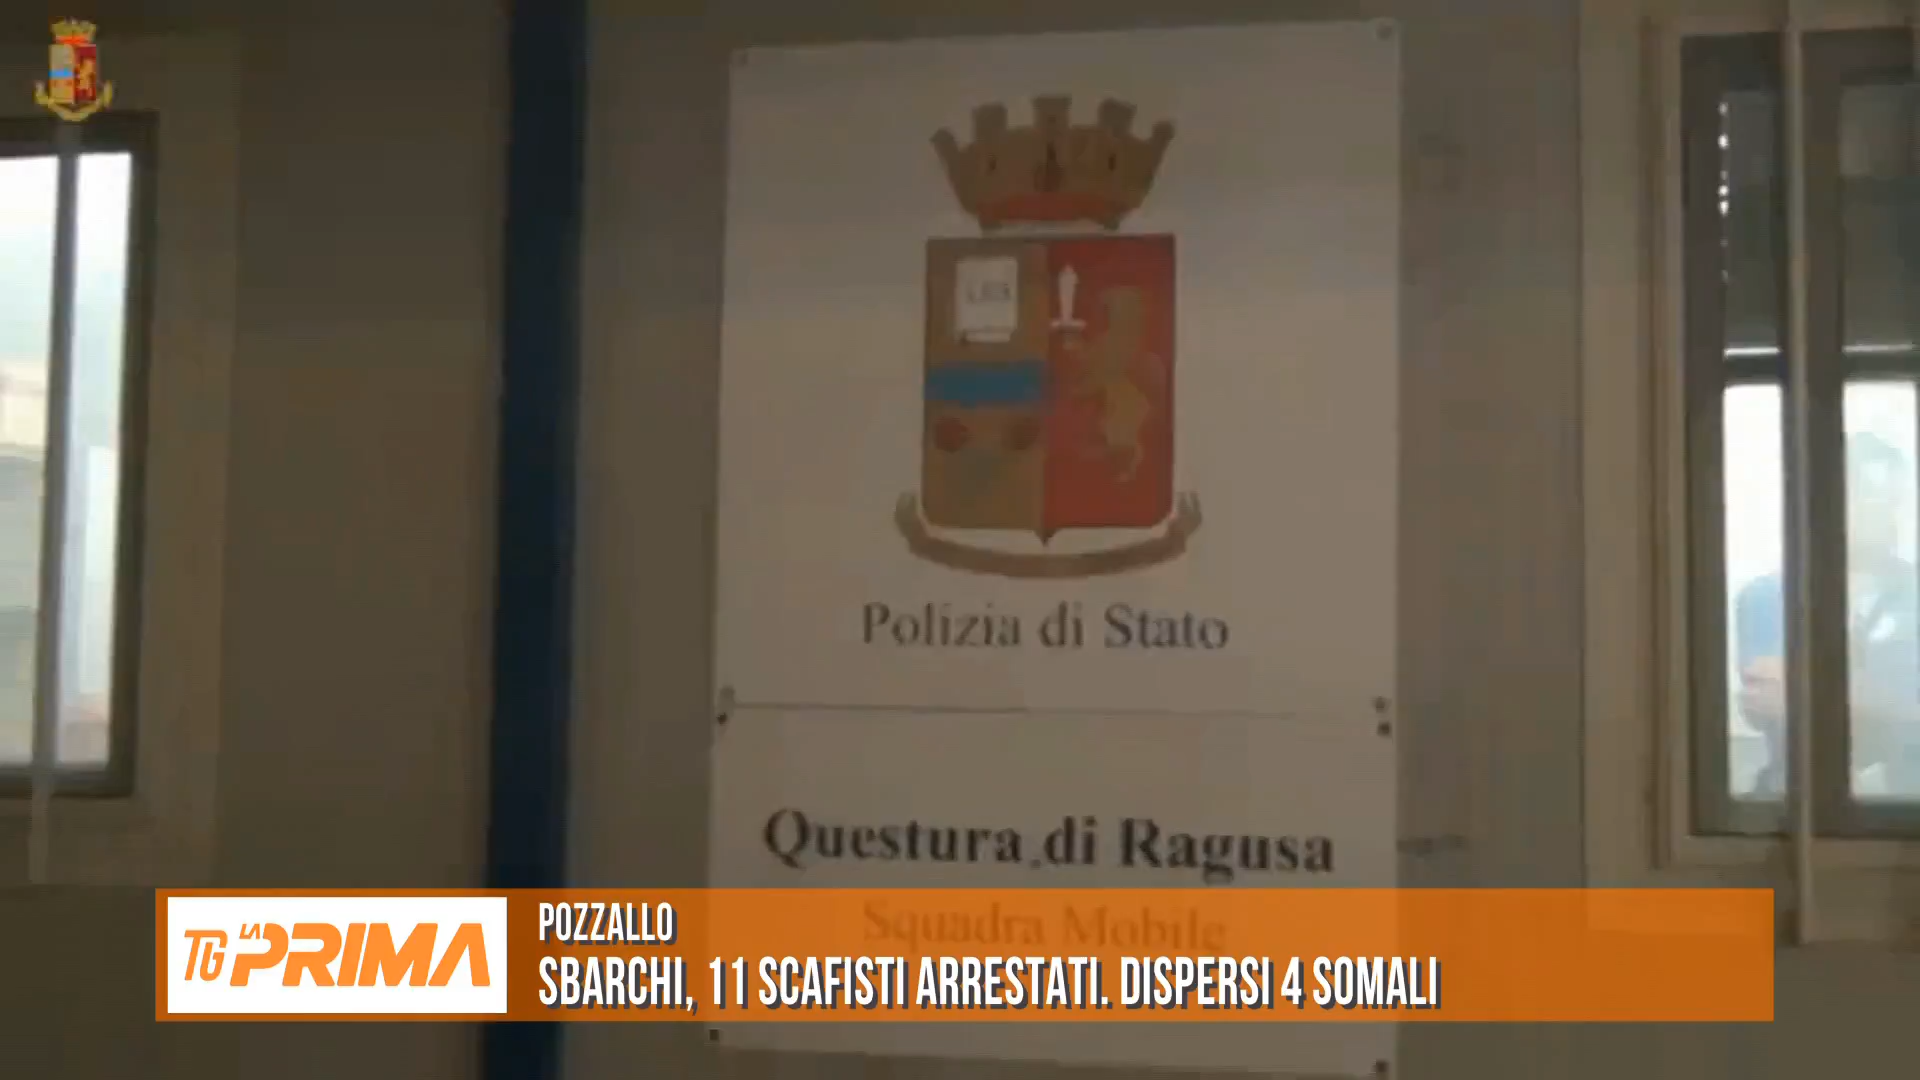 Polizia di Stato
Questura di Ragusa
Squadra Mobile
TG LA PRIMA
POZZALLO
SBARCHI, 11 SCAFISTI ARRESTATI. DISPERSI 4 SOMALI